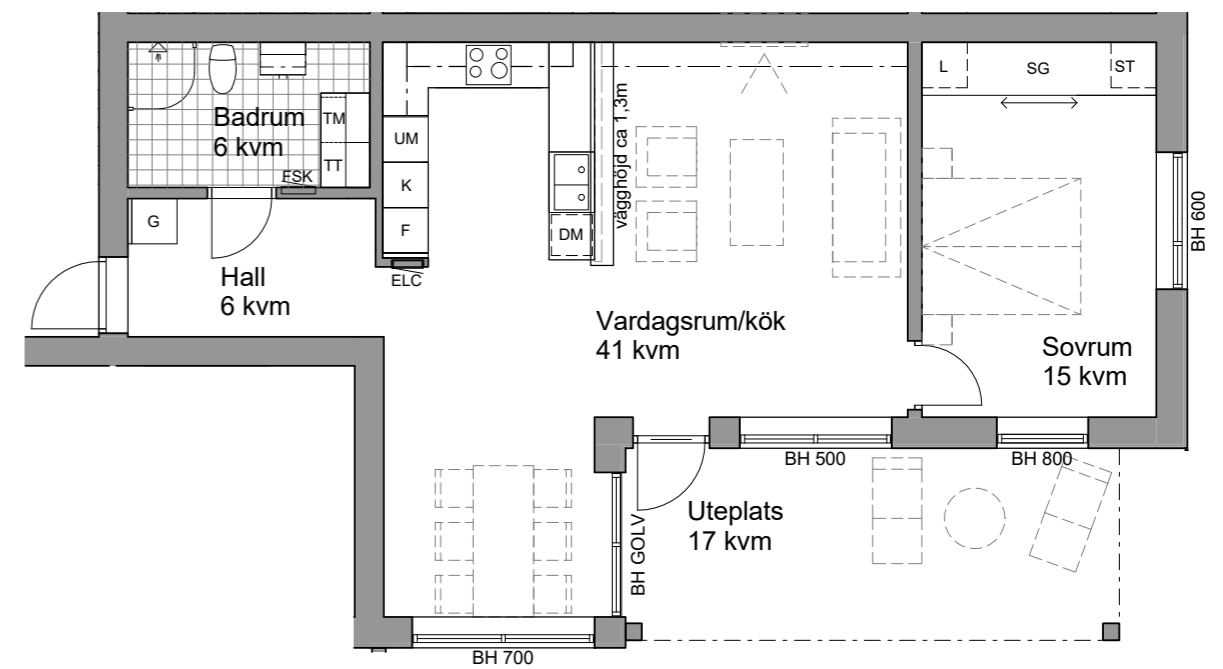 L
SG
ST
Badrum
6 kvm
TM
TT
FSK
UM
K
F
ELC
DM
vägghöjd ca 1,3m
G
Hall
6 kvm
Vardagsrum/kök
41 kvm
Sovrum
15 kvm
BH 600
BH 500
BH 800
Uteplats
17 kvm
BH GOLV
BH 700